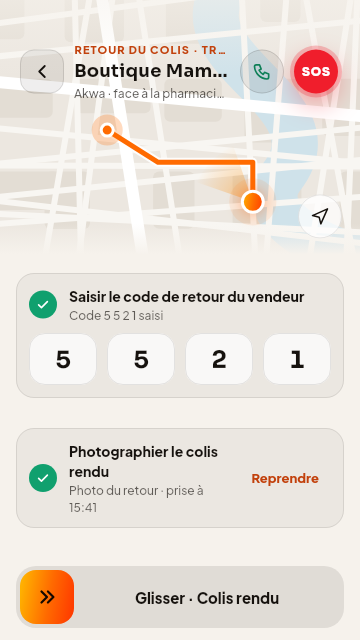 RETOUR DU COLIS · TR…
Boutique Mam…
Akwa · face à la pharmaci…
SOS
Saisir le code de retour du vendeur
Code 5 5 2 1 saisi
5 5 2 1
Photographier le colis
rendu
Photo du retour · prise à
15:41
Reprendre
Glisser · Colis rendu